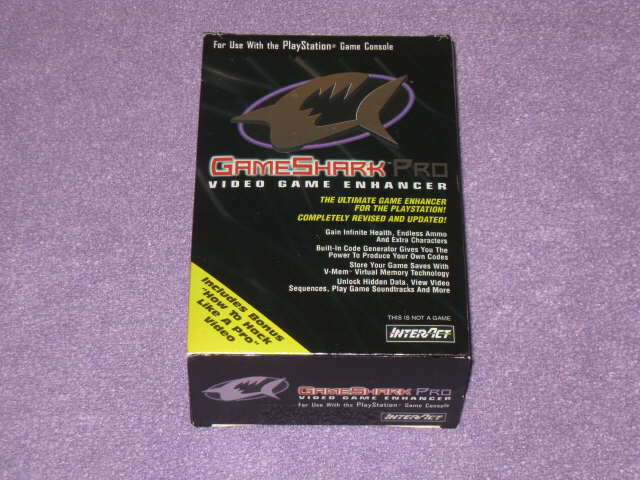 For Use With the PlayStation® Game Console
GAMESHARK™ PRO
VIDEO GAME ENHANCER
THE ULTIMATE GAME ENHANCER
FOR THE PLAYSTATION!
COMPLETELY REVISED AND UPDATED!
Gain Infinite Health, Endless Ammo
And Extra Characters
Built-In Code Generator Gives You The
Power To Produce Your Own Codes
Store Your Game Saves With
V-Mem™ Virtual Memory Technology
Unlock Hidden Data, View Video
Sequences, Play Game Soundtracks And More
Includes Bonus
"How To Hack
Like A Pro"
Video
THIS IS NOT A GAME
INTERACT
GAMESHARK PRO
VIDEO GAME ENHANCER
For Use With the PlayStation® Game Console
INTERACT